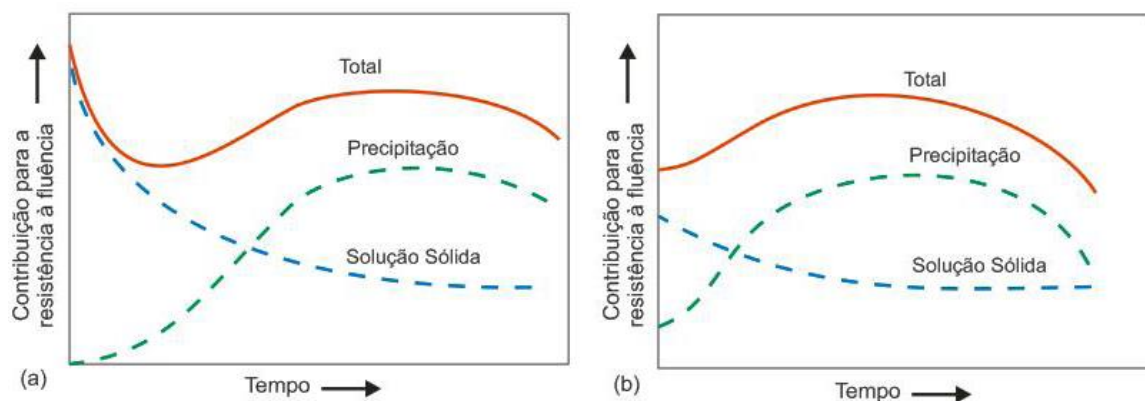 Contribuição para a
resistência à fluência
Total
Precipitação
Solução Sólida
(a)
Tempo
Contribuição para a
resistência à fluência
Total
Precipitação
Solução Sólida
Tempo
(b)